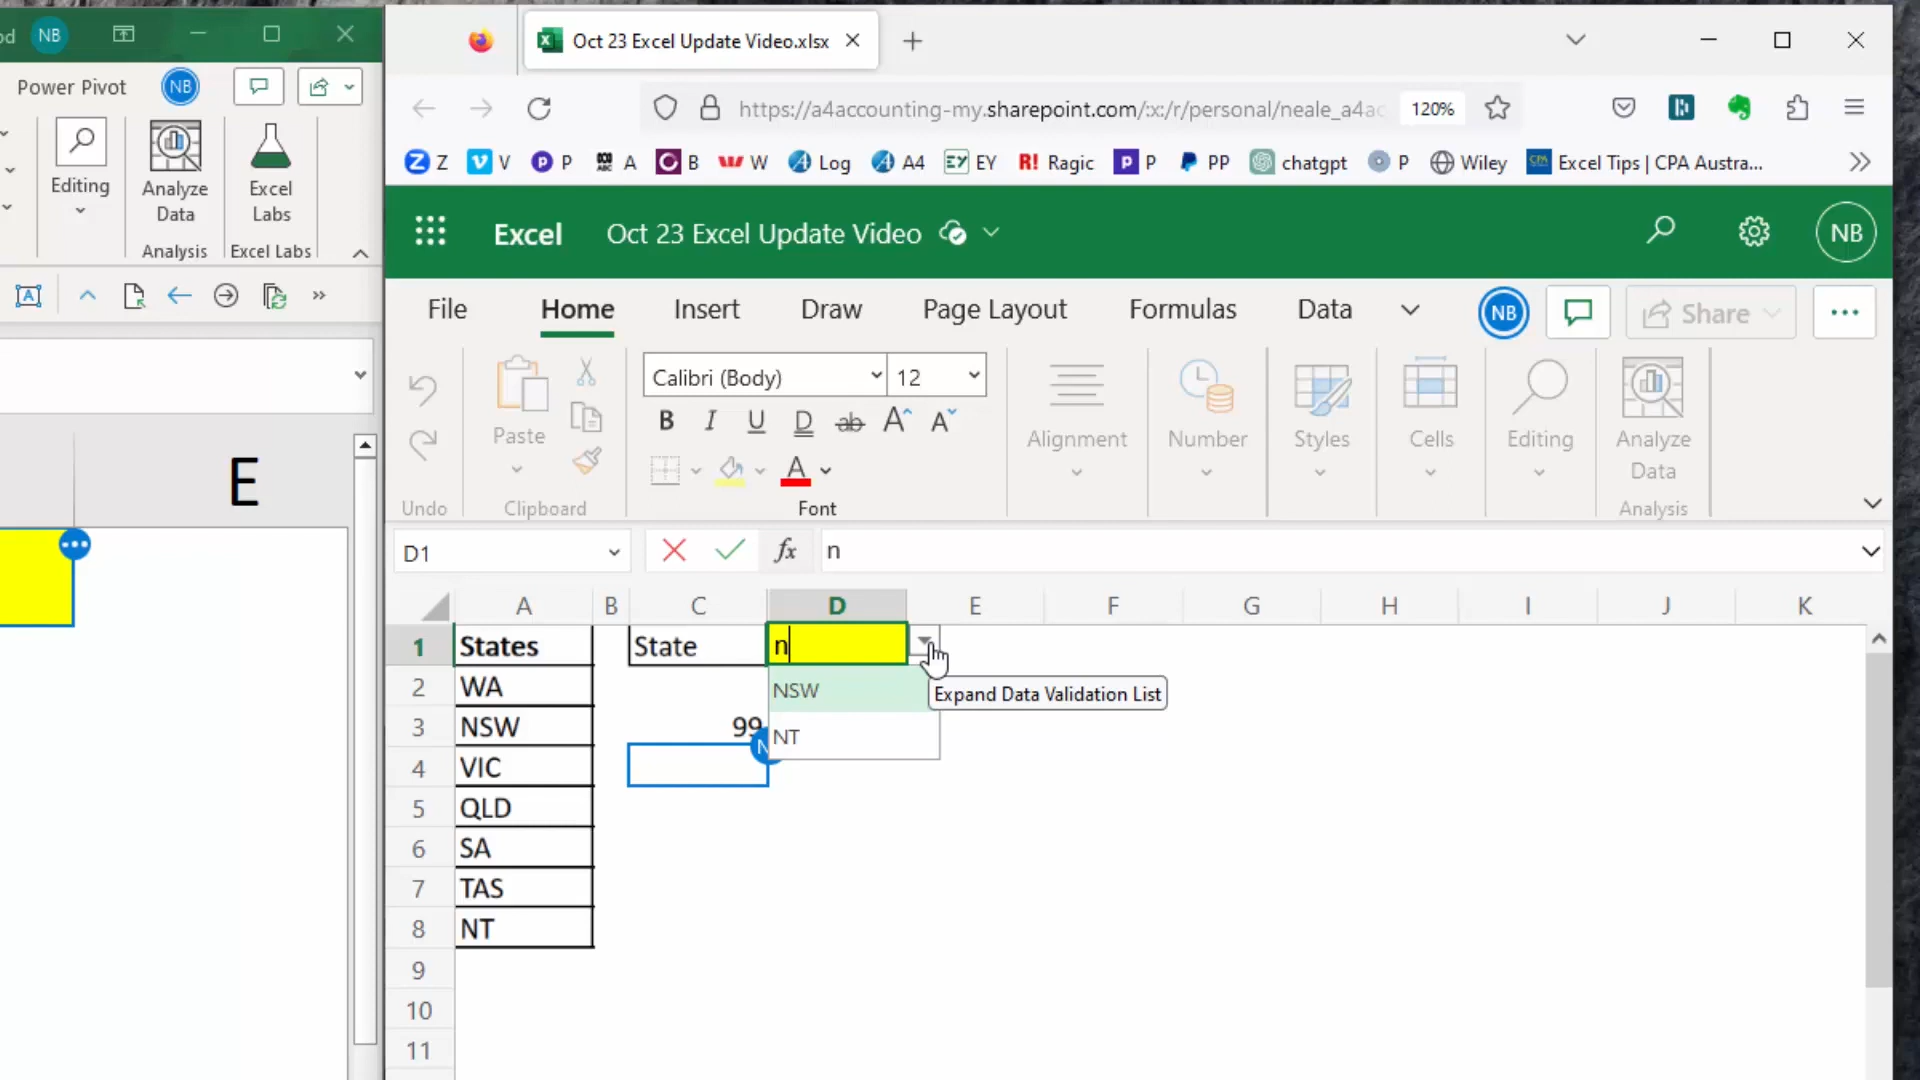 od NB
Power Pivot NB
Editing
Analyze
Data
Excel
Labs
Analysis
Excel Labs
E
Oct 23 Excel Update Video.xlsx
https://a4accounting-my.sharepoint.com/:x:/r/personal/neale_a4ac
120%
Z V P A B W Log A4 EY EY R! Ragic P PP chatgpt P Wiley CPA Excel Tips | CPA Austra...
Excel Oct 23 Excel Update Video NB
File Home Insert Draw Page Layout Formulas Data NB Share
Calibri (Body) 12
Paste
B I U D ab A A
A
Alignment
Number
Styles
Cells
Editing
Analyze
Data
Undo Clipboard Font Analysis
D1 fx n
A B C D E F G H I J K
1 States State n
2 WA
NSW
Expand Data Validation List
3 NSW 99
NT
N
4 VIC
5 QLD
6 SA
7 TAS
8 NT
9
10
11